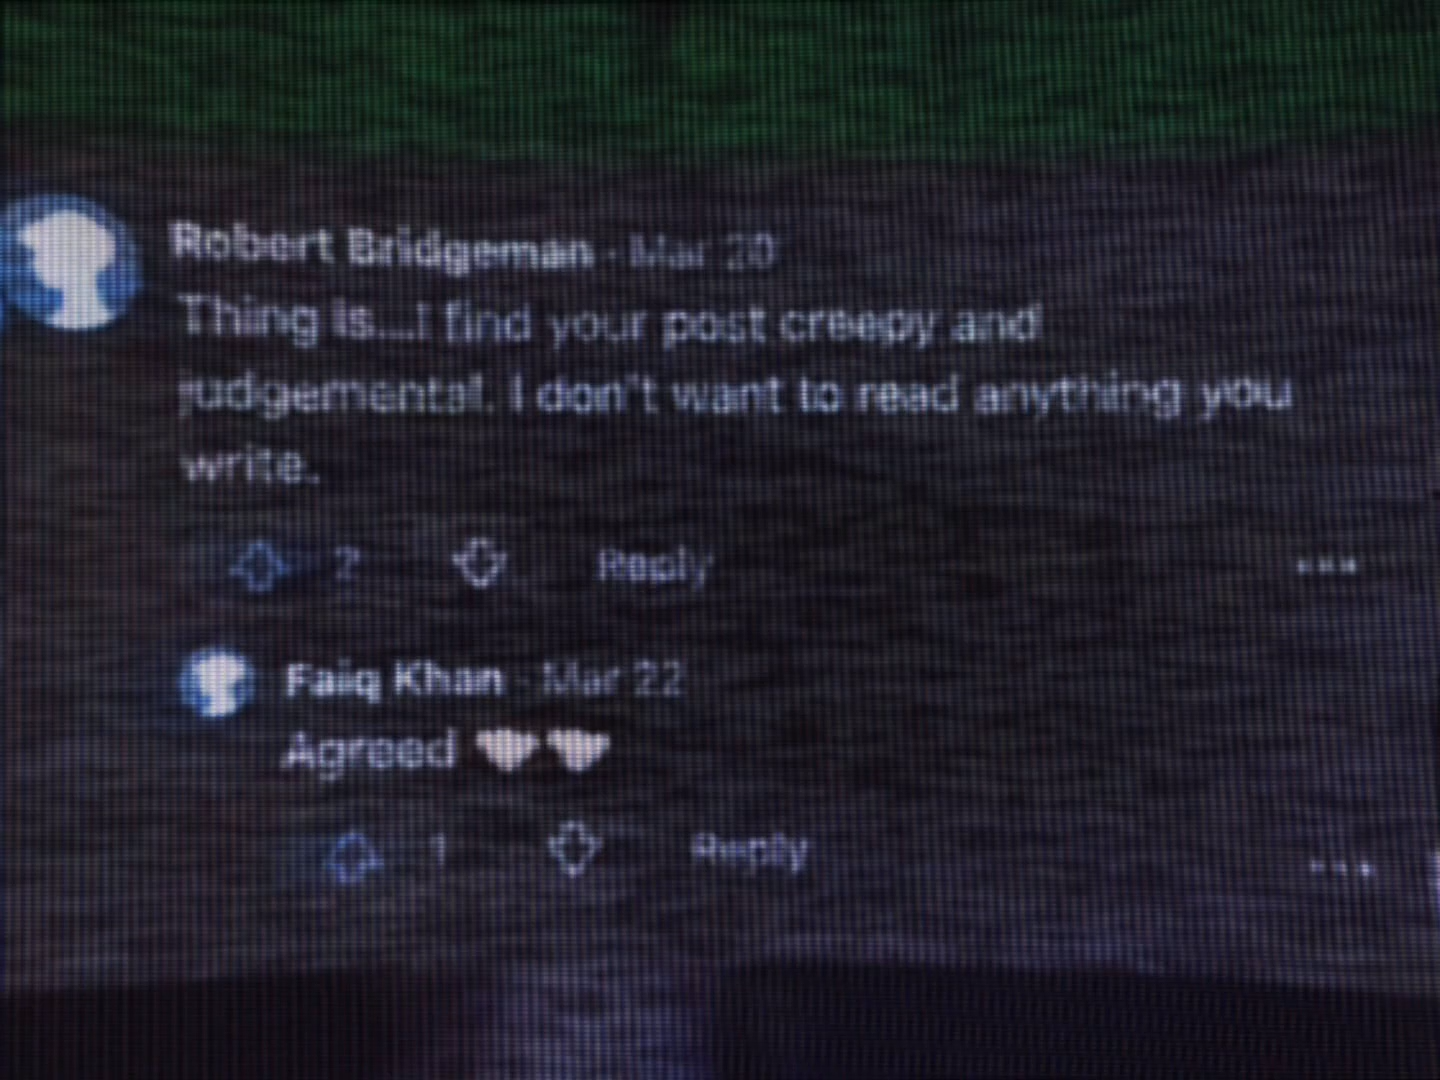 Robert Bridgeman · Mar 20
Thing is....I find your post creepy and
judgemental. I don't want to read anything you
write.
2 Reply
Faiq Khan · Mar 22
Agreed
1 Reply